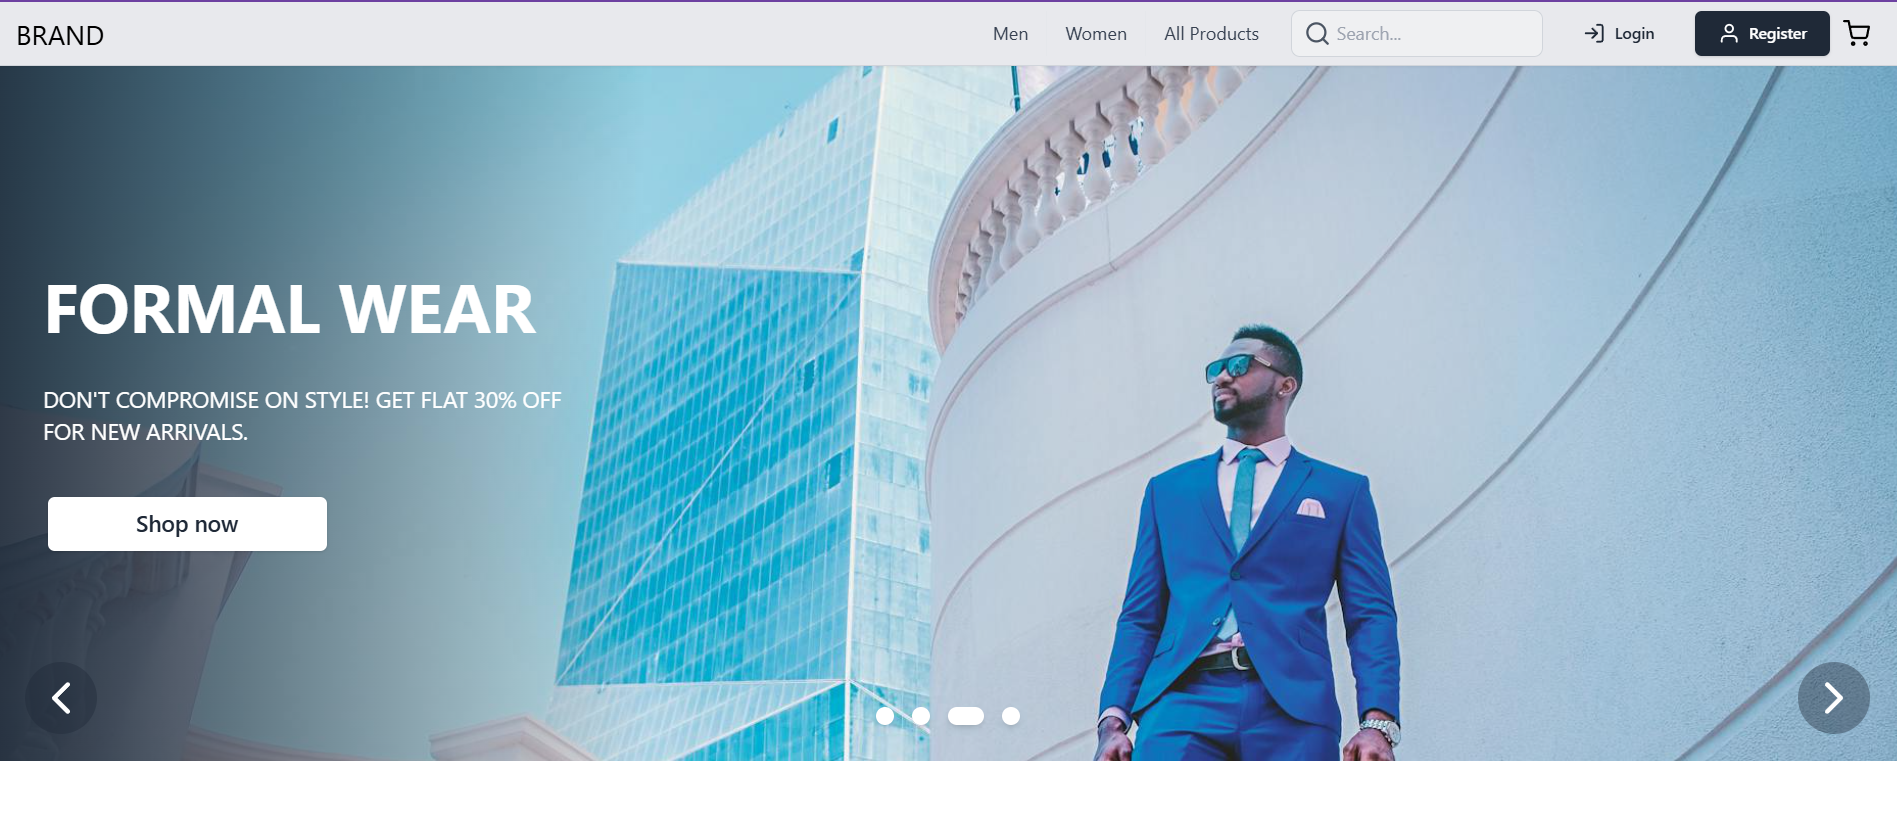 BRAND
Men
Women
All Products
Search...
Login
Register
FORMAL WEAR
DON'T COMPROMISE ON STYLE! GET FLAT 30% OFF
FOR NEW ARRIVALS.
Shop now